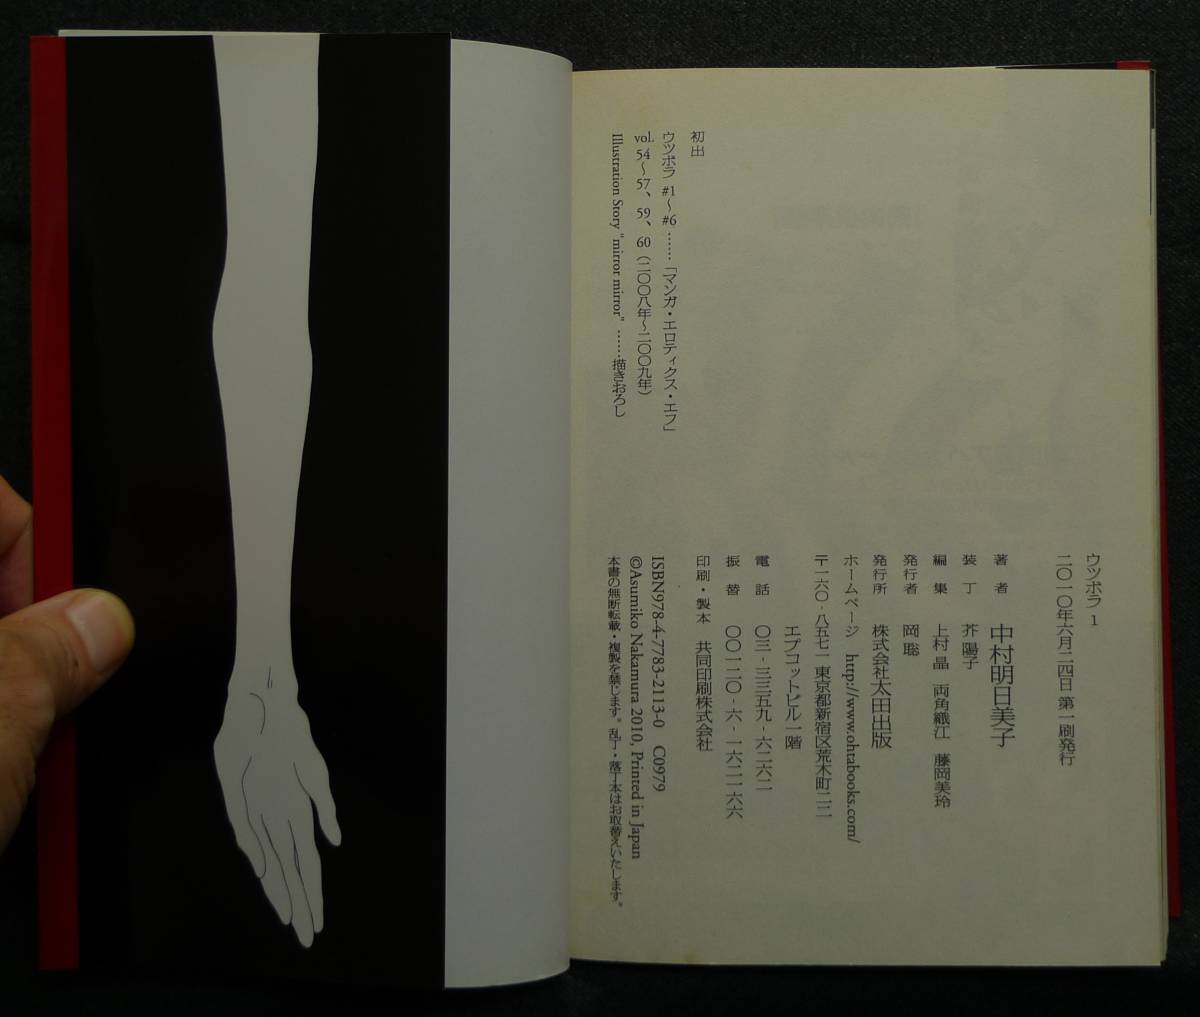 初出
ウツボラ #1〜#6……「マンガ・エロティクス・エフ」
vol. 54〜57、59、60（二〇〇八年〜二〇〇九年）
Illustration Story "mirror mirror"……描きおろし
ウツボラ 1
二〇一〇年六月二四日 第一刷発行
著者 中村明日美子
装丁 芥陽子
編集 上村晶 両角織江 藤岡美玲
発行者 岡聡
発行所 株式会社太田出版
ホームページ http://www.ohtabooks.com/
〒一六〇-八五七一 東京都新宿区荒木町二二
エプコットビル一階
電話 〇三-三三五九-六二六二
振替 〇〇一二〇-六-一六二一六六
印刷・製本 共同印刷株式会社
ISBN978-4-7783-2113-0 C0979
©Asumiko Nakamura 2010, Printed in Japan
本書の無断転載・複製を禁じます。乱丁・落丁本はお取替えいたします。